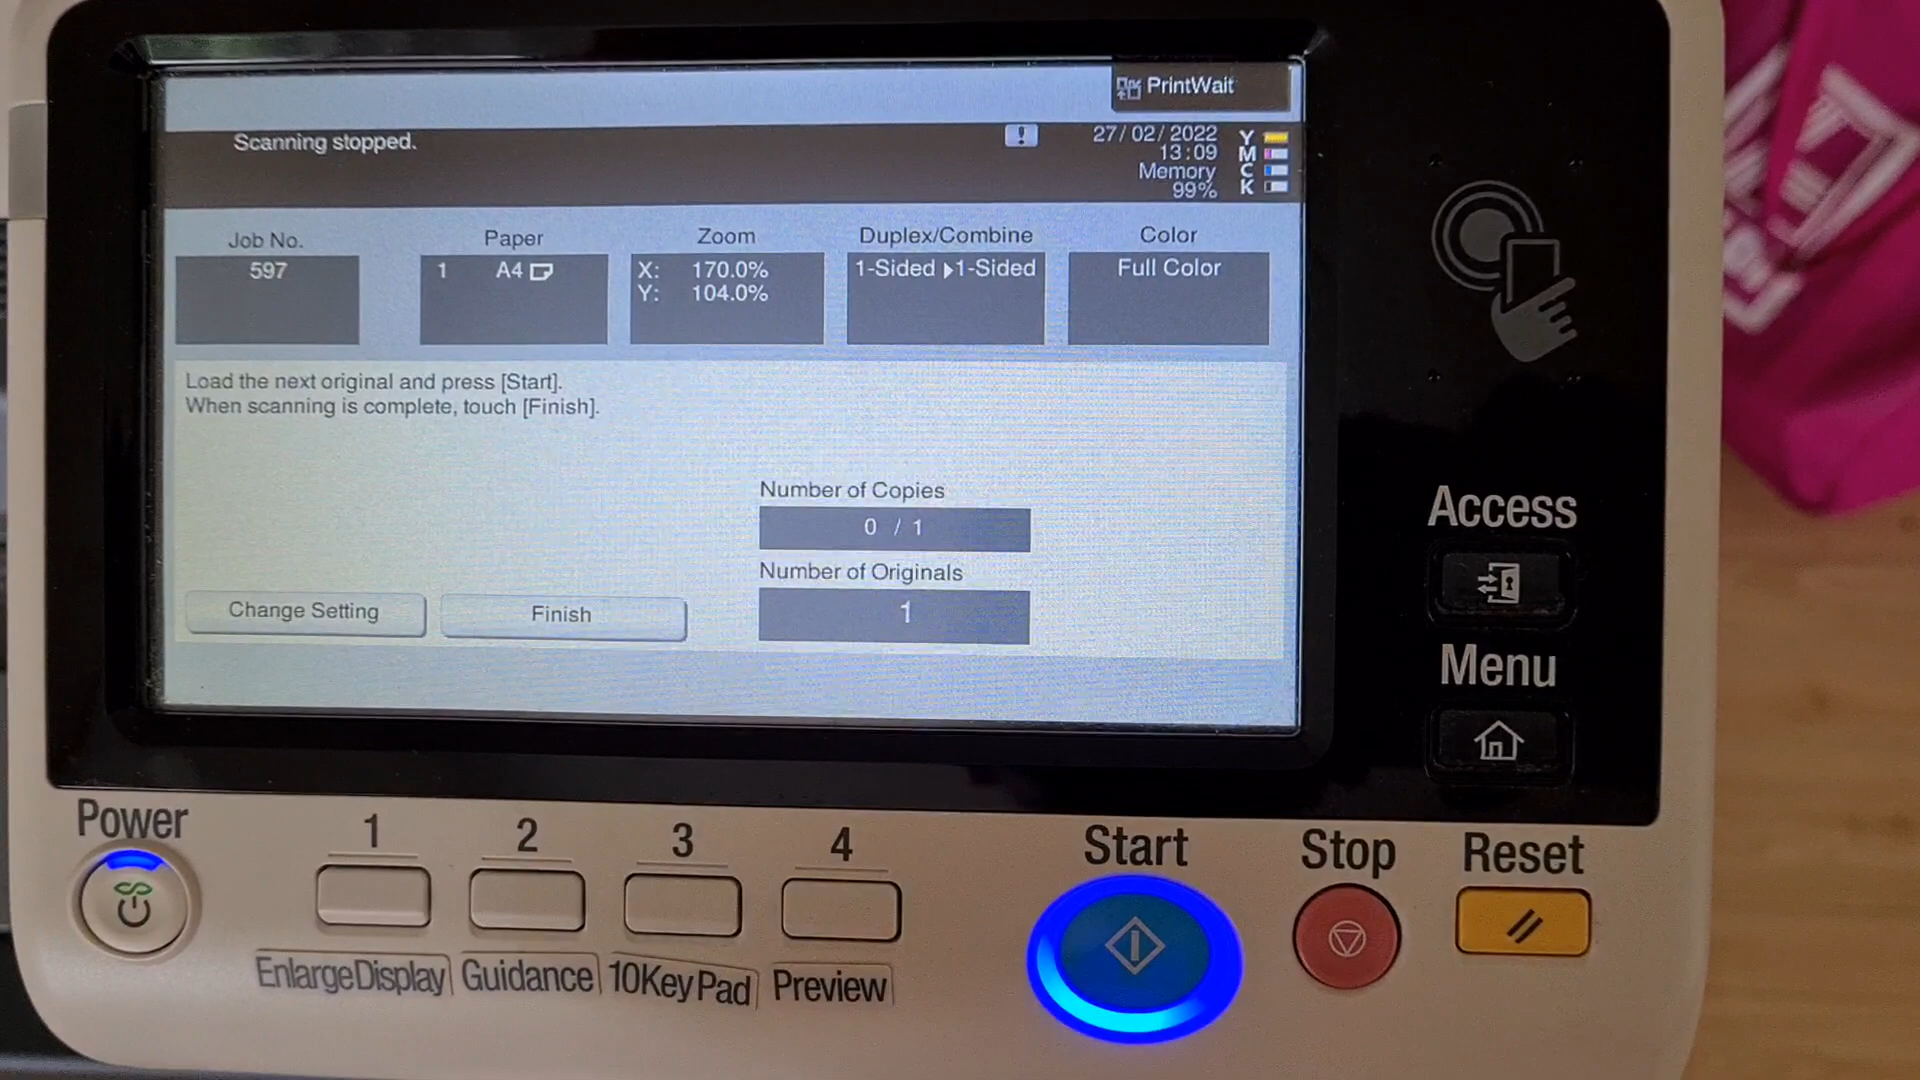 PrintWait
Scanning stopped.
27/02/2022
13:09
Memory
99%
Y
M
C
K
Job No.
597
Paper
1 A4
Zoom
X: 170.0%
Y: 104.0%
Duplex/Combine
1-Sided ▸1-Sided
Color
Full Color
Load the next original and press [Start].
When scanning is complete, touch [Finish].
Number of Copies
0 / 1
Number of Originals
1
Change Setting
Finish
Access
Menu
Power
1
2
3
4
Start
Stop
Reset
EnlargeDisplay
Guidance
10KeyPad
Preview